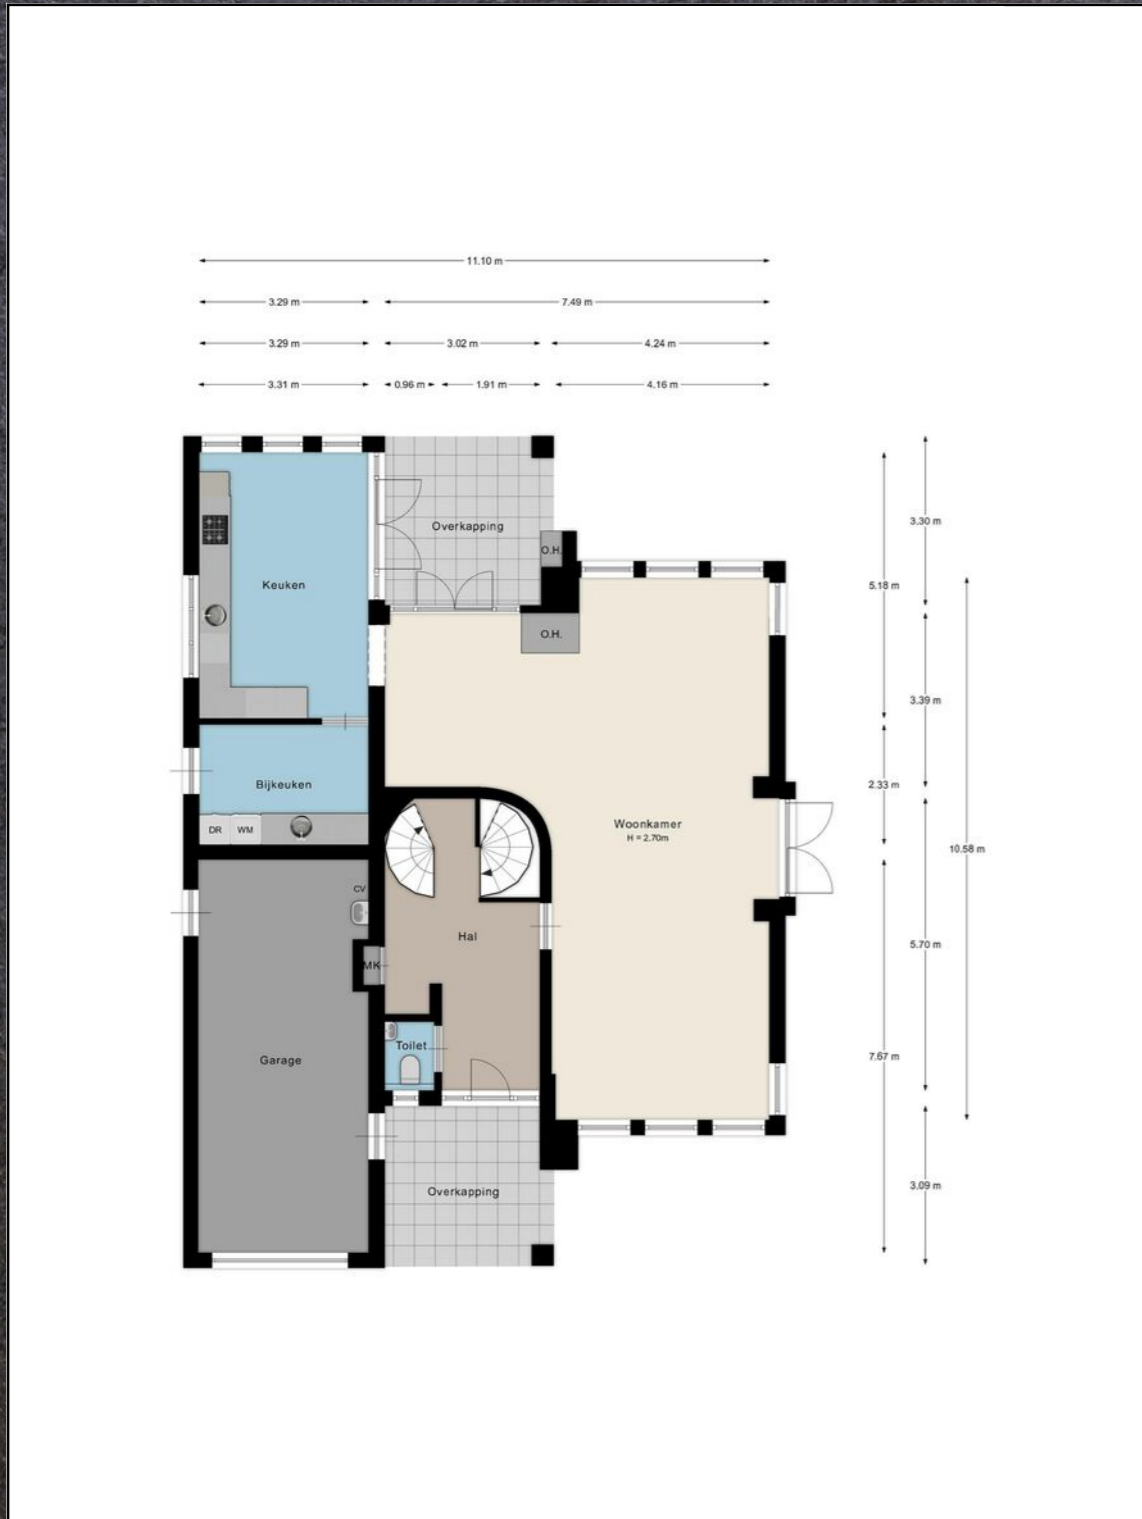 11.10 m
3.29 m
7.49 m
3.29 m
3.02 m
4.24 m
3.31 m
0.96 m
1.91 m
4.16 m
3.30 m
Overkapping
O.H.
Keuken
5.18 m
O.H.
3.39 m
Bijkeuken
2.33 m
Woonkamer
H = 2.70m
DR
WM
10.58 m
CV
Hal
5.70 m
MK
Toilet
Garage
7.67 m
Overkapping
3.09 m